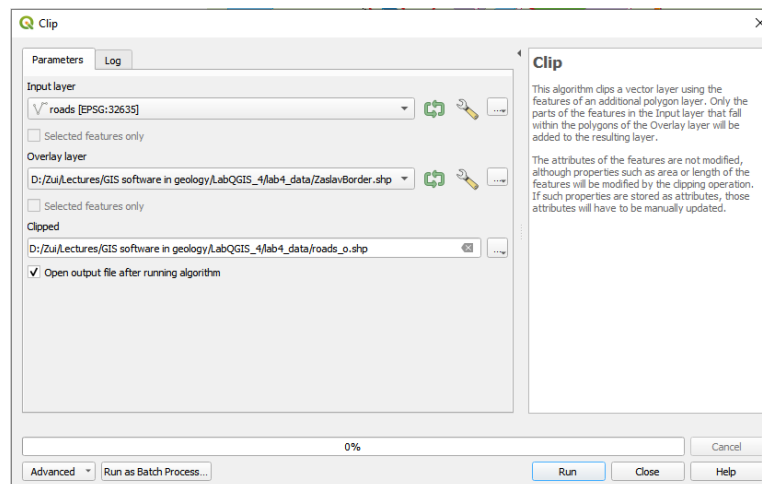 Clip
Parameters
Log
Input layer
roads [EPSG:32635]
...
Selected features only
Overlay layer
D:/Zui/Lectures/GIS software in geology/LabQGIS_4/lab4_data/ZaslavBorder.shp
...
Selected features only
Clipped
D:/Zui/Lectures/GIS software in geology/LabQGIS_4/lab4_data/roads_o.shp
...
Open output file after running algorithm
Clip
This algorithm clips a vector layer using the
features of an additional polygon layer. Only the
parts of the features in the Input layer that fall
within the polygons of the Overlay layer will be
added to the resulting layer.
The attributes of the features are not modified,
although properties such as area or length of the
features will be modified by the clipping operation.
If such properties are stored as attributes, those
attributes will have to be manually updated.
0%
Cancel
Advanced
Run as Batch Process...
Run
Close
Help